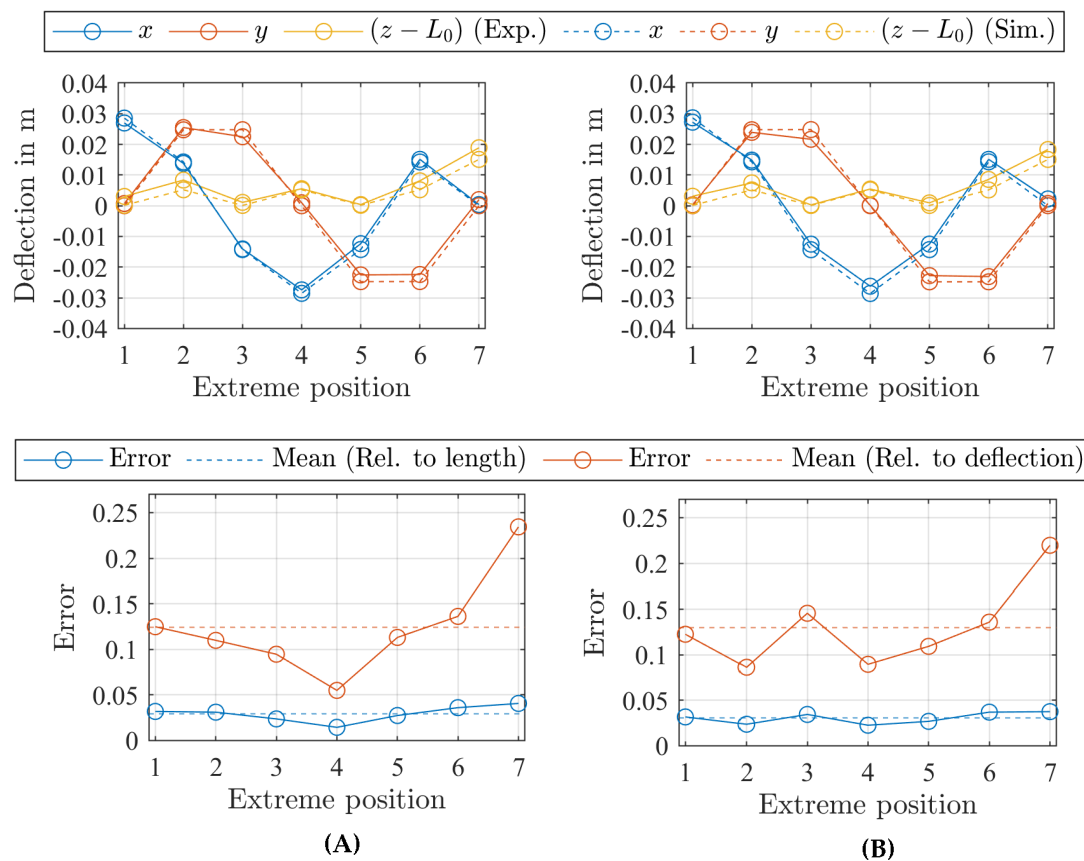 x y (z − L₀) (Exp.) x y (z − L₀) (Sim.)
0.04
0.03
0.02
0.01
0
-0.01
-0.02
-0.03
-0.04
Deflection in m
1 2 3 4 5 6 7
Extreme position
0.04
0.03
0.02
0.01
0
-0.01
-0.02
-0.03
-0.04
Deflection in m
1 2 3 4 5 6 7
Extreme position
Error Mean (Rel. to length) Error Mean (Rel. to deflection)
0.25
0.2
0.15
0.1
0.05
0
Error
1 2 3 4 5 6 7
Extreme position
(A)
0.25
0.2
0.15
0.1
0.05
0
Error
1 2 3 4 5 6 7
Extreme position
(B)